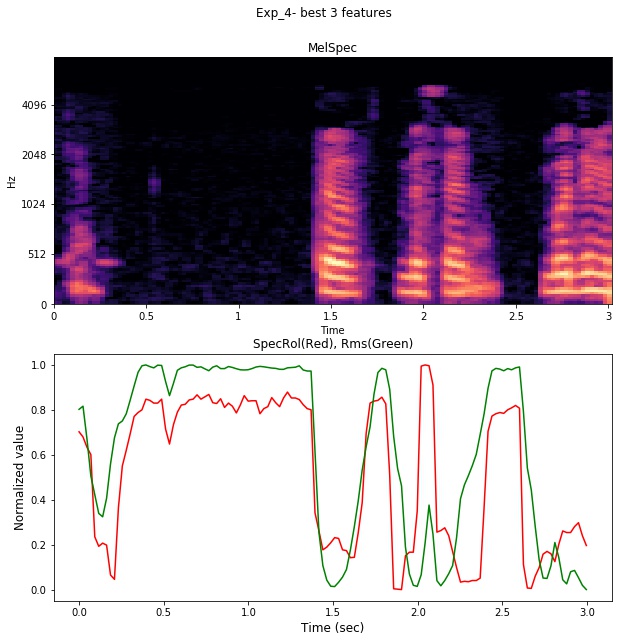 Exp_4- best 3 features
MelSpec
4096
2048
1024
512
0
Hz
0 0.5 1 1.5 2 2.5 3
Time
SpecRol(Red), Rms(Green)
1.0
0.8
0.6
0.4
0.2
0.0
Normalized value
0.0 0.5 1.0 1.5 2.0 2.5 3.0
Time (sec)